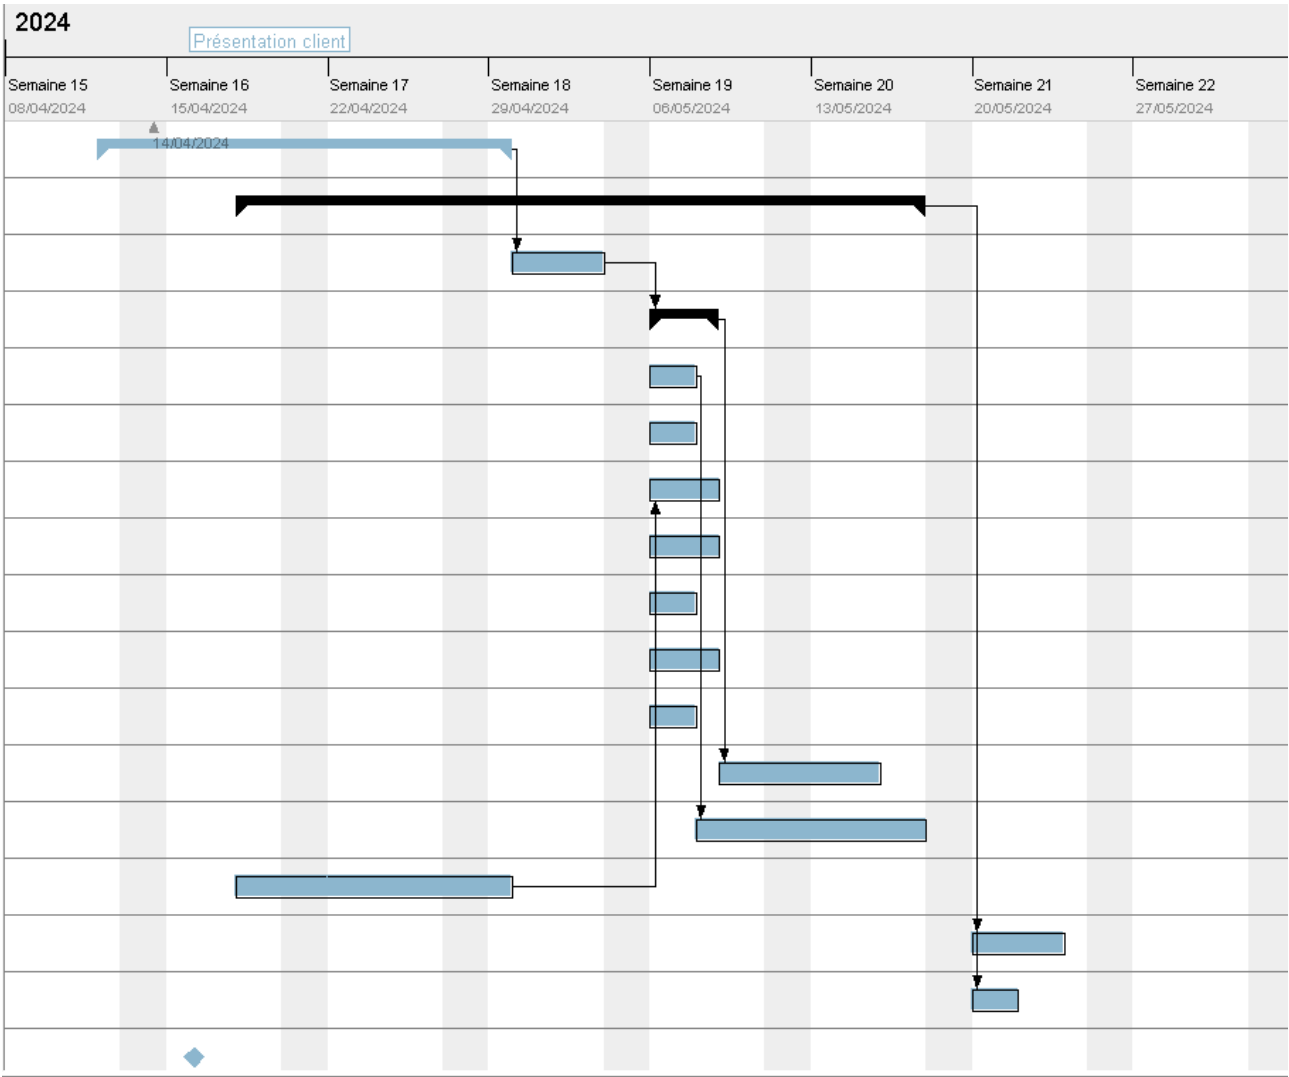 2024
Présentation client
Semaine 15 Semaine 16 Semaine 17 Semaine 18 Semaine 19 Semaine 20 Semaine 21 Semaine 22
08/04/2024 15/04/2024 22/04/2024 29/04/2024 06/05/2024 13/05/2024 20/05/2024 27/05/2024
14/04/2024